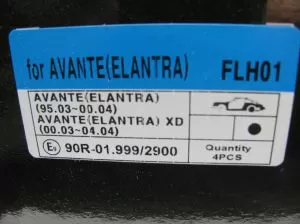 for AVANTE(ELANTRA) FLH01
AVANTE(ELANTRA)
(95.03~00.04)
AVANTE(ELANTRA) XD
(00.03~04.04)
90R-01.999/2900
Quantity
4PCS